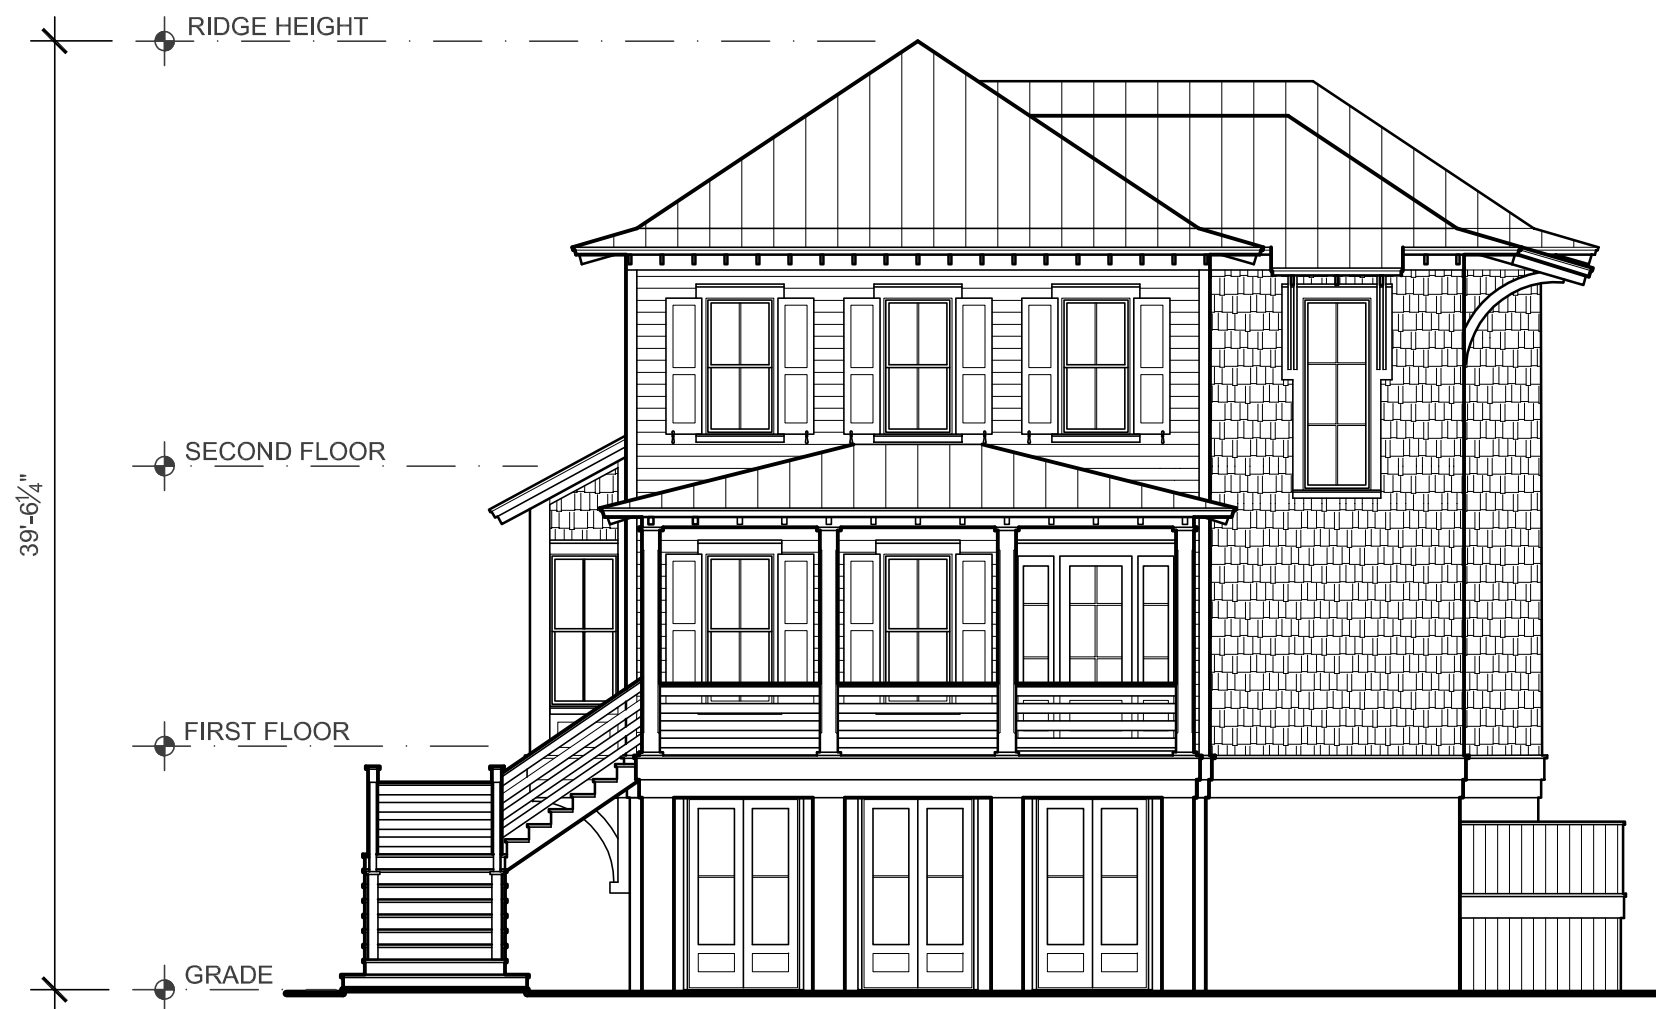 RIDGE HEIGHT
SECOND FLOOR
39'-6¼"
FIRST FLOOR
GRADE